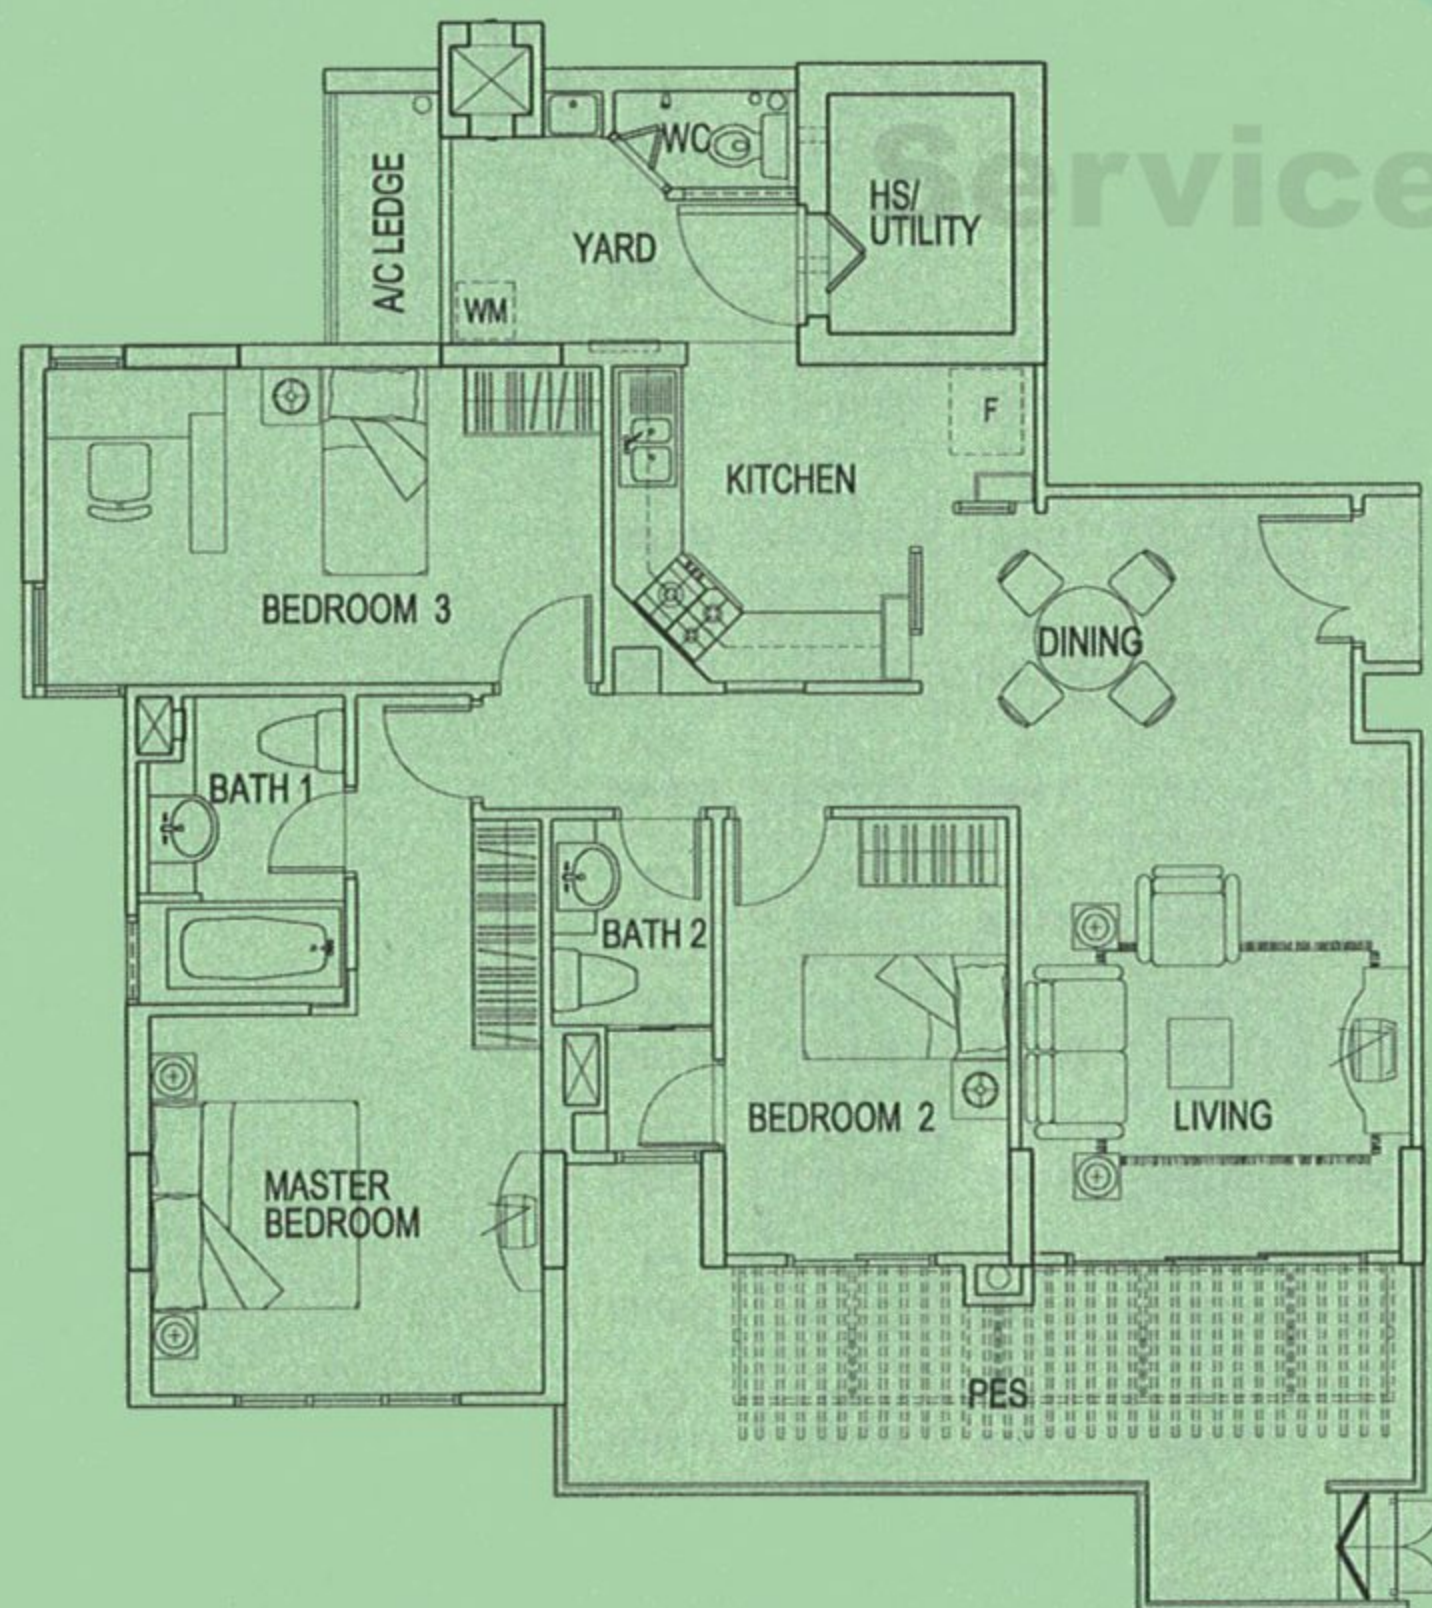 Service
WC
A/C LEDGE
HS/
UTILITY
YARD
WM
F
KITCHEN
BEDROOM 3
DINING
BATH 1
BATH 2
BEDROOM 2
LIVING
MASTER
BEDROOM
PES